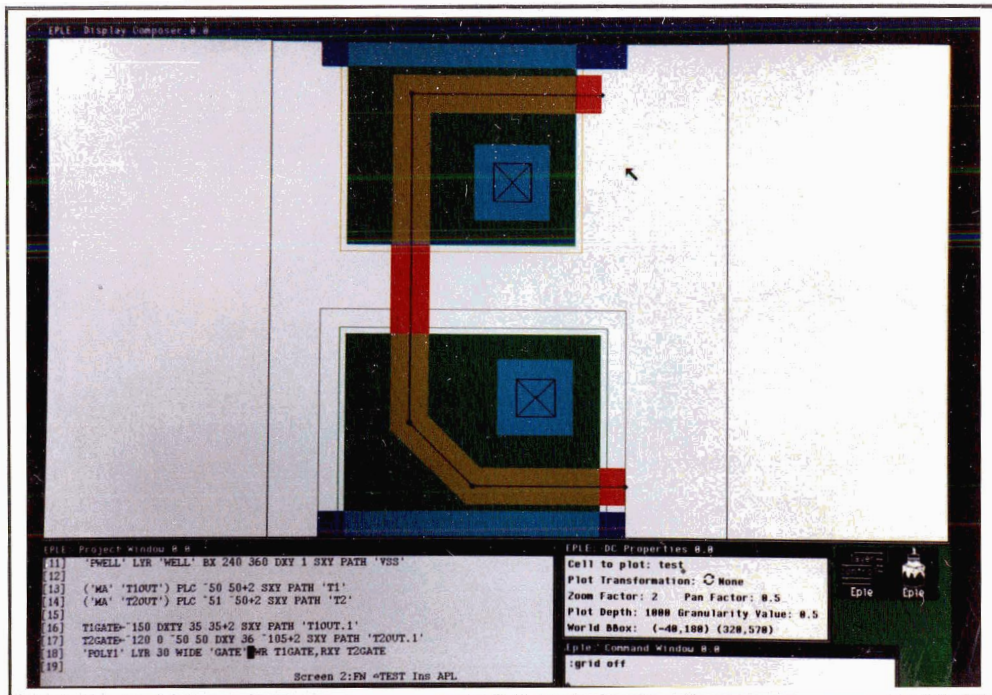 EPLE: Display Composer 0.0
EPLE: Project Window 0.0
[11] 'PWELL' LYR 'WELL' BX 240 360 DXY 1 SXY PATH 'VSS'
[12]
[13] ('MA' 'T1OUT') PLC ¯50 50+2 SXY PATH 'T1'
[14] ('MA' 'T2OUT') PLC ¯51 ¯50+2 SXY PATH 'T2'
[15]
[16] T1GATE←¯150 DXTY 35 35+2 SXY PATH 'T1OUT.1'
[17] T2GATE←¯120 0 ¯50 50 DXY 36 ¯105+2 SXY PATH 'T2OUT.1'
[18] 'POLY1' LYR 30 WIDE 'GATE' WR T1GATE,RXY T2GATE
[19]
Screen 2:FN TEST Ins APL
EPLE: DC Properties 0.0
Cell to plot: test
Plot Transformation: None
Zoom Factor: 2 Pan Factor: 0.5
Plot Depth: 1000 Granularity Value: 0.5
World BBox: (-40,180) (320,570)
Eple
Eple
Eple: Command Window 0.0
:grid off